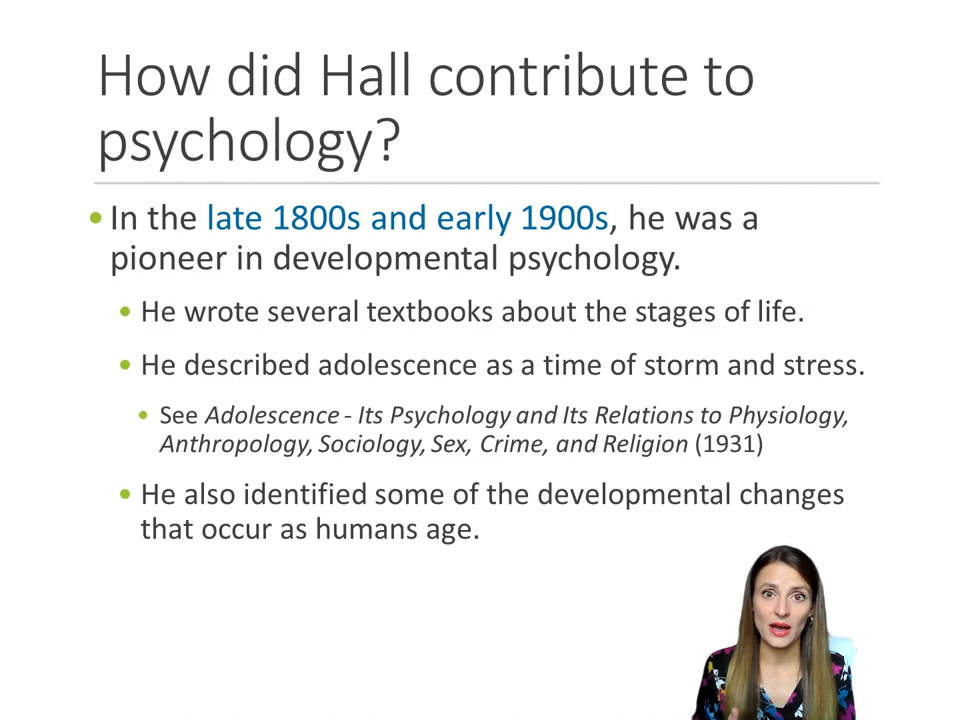 How did Hall contribute to
psychology?
• In the late 1800s and early 1900s, he was a
pioneer in developmental psychology.
• He wrote several textbooks about the stages of life.
• He described adolescence as a time of storm and stress.
• See Adolescence - Its Psychology and Its Relations to Physiology,
Anthropology, Sociology, Sex, Crime, and Religion (1931)
• He also identified some of the developmental changes
that occur as humans age.